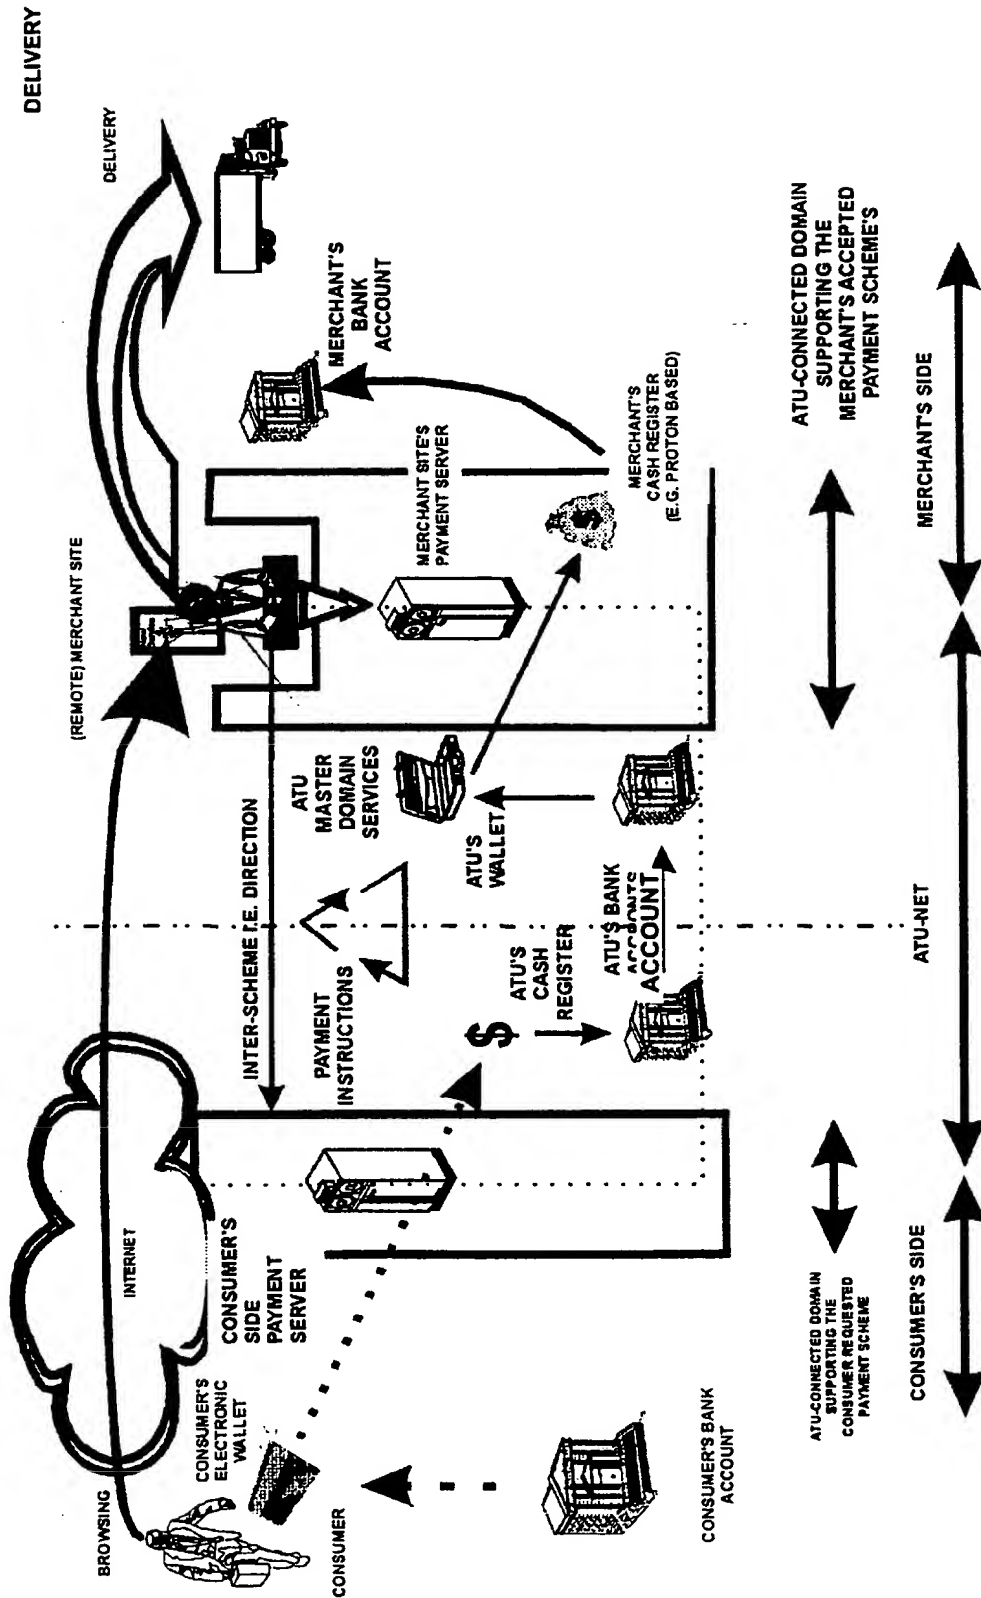 DELIVERY
DELIVERY
(REMOTE) MERCHANT SITE
BROWSING
INTERNET
CONSUMER'S
ELECTRONIC
WALLET
CONSUMER
CONSUMER'S BANK
ACCOUNT
CONSUMER'S
SIDE
PAYMENT
SERVER
INTER-SCHEME I.E. DIRECTION
PAYMENT
INSTRUCTIONS
$
ATU'S
CASH
REGISTER
ATU'S BANK
ACCOUNTS
ACCOUNT
ATU
MASTER
DOMAIN
SERVICES
ATU'S
WALLET
MERCHANT SITE'S
PAYMENT SERVER
MERCHANT'S
BANK
ACCOUNT
$
MERCHANT'S
CASH REGISTER
(E.G. PROTON BASED)
ATU-CONNECTED DOMAIN
SUPPORTING THE
CONSUMER REQUESTED
PAYMENT SCHEME
ATU-CONNECTED DOMAIN
SUPPORTING THE
MERCHANT'S ACCEPTED
PAYMENT SCHEME'S
CONSUMER'S SIDE
ATU-NET
MERCHANT'S SIDE